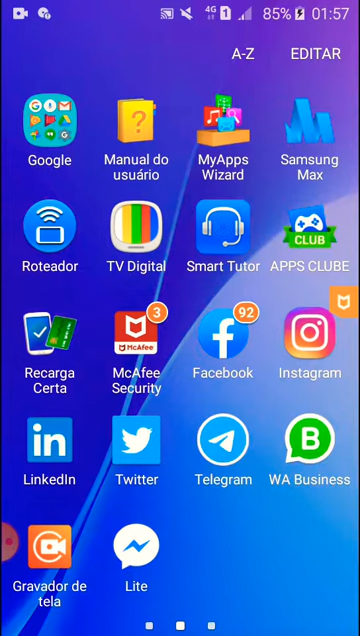 4G 1 85% 01:57
A-Z EDITAR
Google
Manual do
usuário
MyApps
Wizard
Samsung
Max
Roteador
TV Digital
Smart Tutor
CLUB
APPS CLUBE
Recarga
Certa
3
McAfee
McAfee
Security
92
Facebook
Instagram
in
LinkedIn
Twitter
Telegram
B
WA Business
Gravador de
tela
Lite